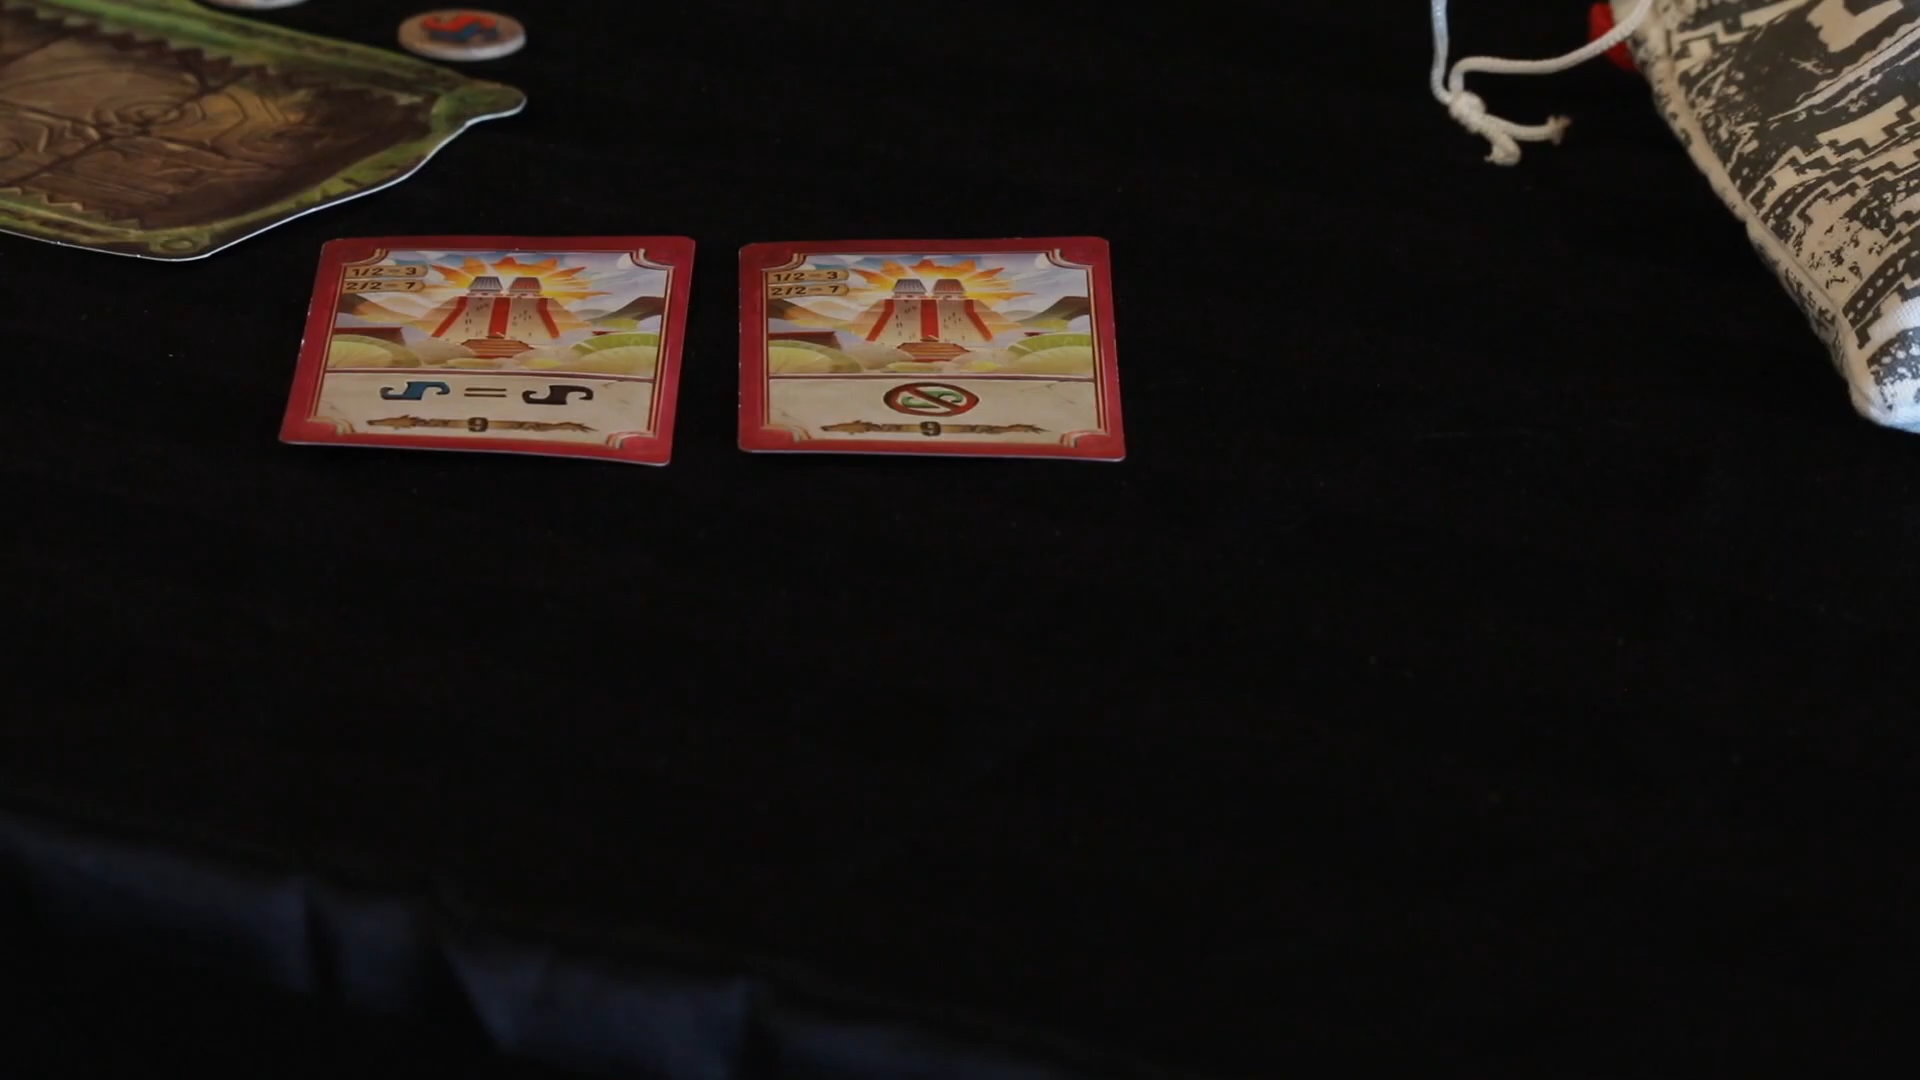 1/2 - 3
2/2 - 7
=
9
1/2 - 3
2/2 - 7
9